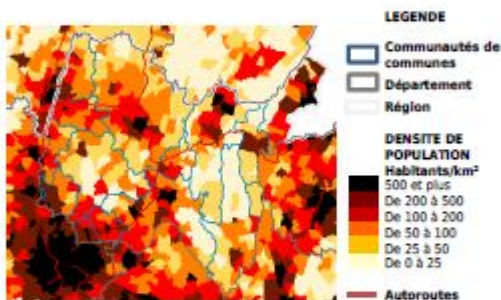 LEGENDE
Communautés de
communes
Département
Région
DENSITE DE
POPULATION
Habitants/km²
500 et plus
De 200 à 500
De 100 à 200
De 50 à 100
De 25 à 50
De 0 à 25
Autoroutes